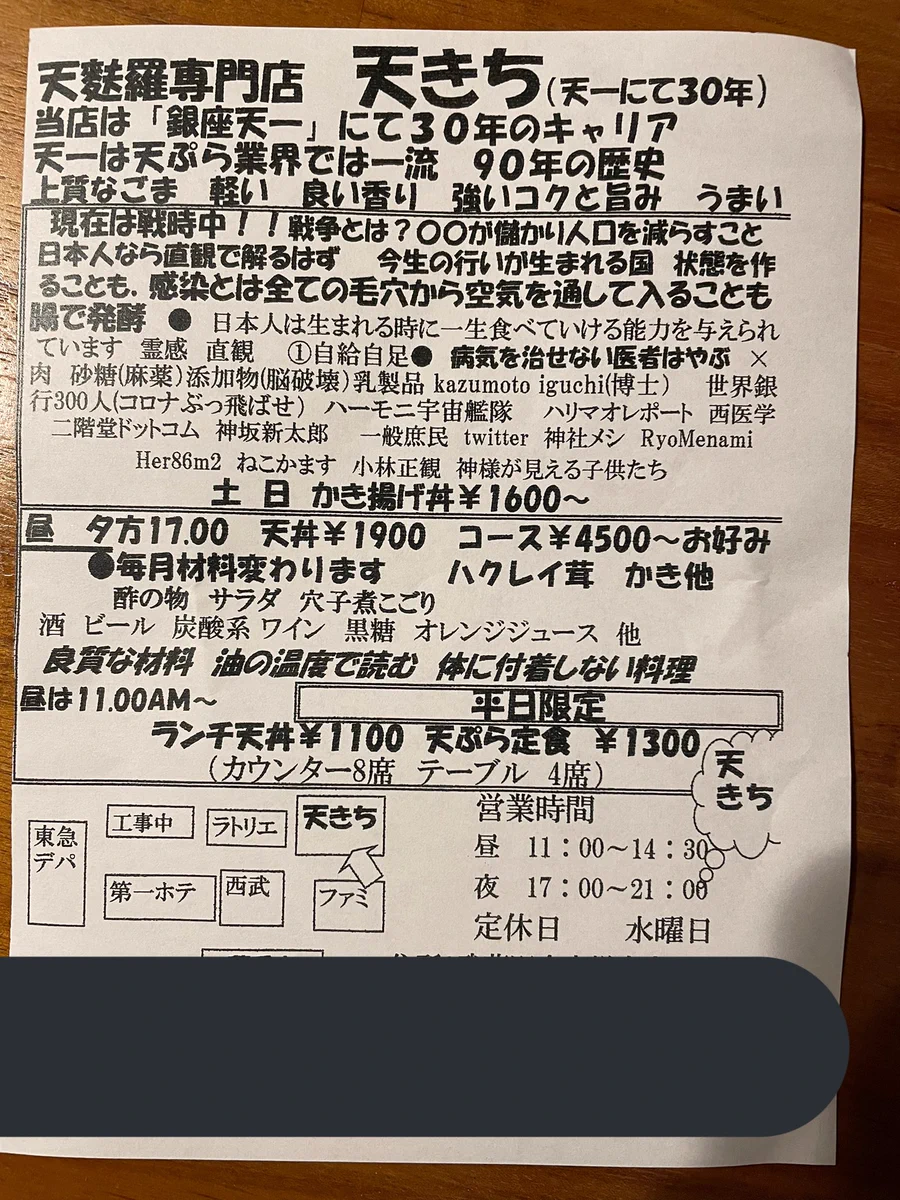 天麩羅専門店 天きち(天一にて30年)
当店は「銀座天一」にて30年のキャリア
天一は天ぷら業界では一流 90年の歴史
上質なごま 軽い 良い香り 強いコクと旨み うまい
現在は戦時中!!戦争とは?〇〇が儲かり人口を減らすこと
日本人なら直観で解るはず 今生の行いが生まれる国 状態を作
ることも.感染とは全ての毛穴から空気を通して入ることも
腸で発酵 ● 日本人は生まれる時に一生食べていける能力を与えられ
ています 霊感 直観 ①自給自足● 病気を治せない医者はやぶ ×
肉 砂糖(麻薬)添加物(脳破壊)乳製品 kazumoto iguchi(博士) 世界銀
行300人(コロナぶっ飛ばせ) ハーモニ宇宙艦隊 ハリマオレポート 西医学
二階堂ドットコム 神坂新太郎 一般庶民 twitter 神社メシ RyoMenami
Her86m2 ねこかます 小林正観 神様が見える子供たち
土 日 かき揚げ丼¥1600~
昼 夕方17.00 天丼¥1900 コース¥4500~お好み
●毎月材料変わります ハクレイ茸 かき他
酢の物 サラダ 穴子煮こごり
酒 ビール 炭酸系 ワイン 黒糖 オレンジジュース 他
良質な材料 油の温度で読む 体に付着しない料理
昼は11.00AM~ 平日限定
ランチ天丼¥1100 天ぷら定食 ¥1300
(カウンター8席 テーブル 4席)
天
きち
東急
デパ
工事中
ラトリエ
天きち
第一ホテ
西武
ファミ
営業時間
昼 11:00~14:30
夜 17:00~21:00
定休日 水曜日